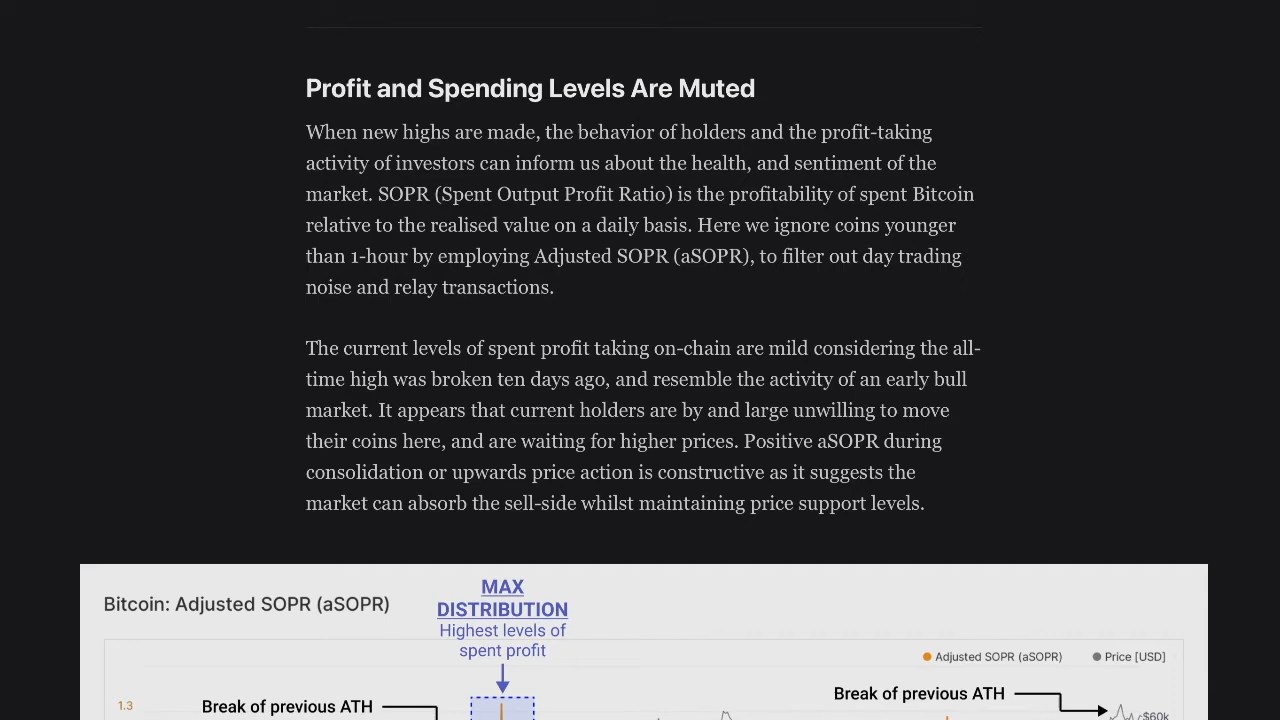 Profit and Spending Levels Are Muted
When new highs are made, the behavior of holders and the profit-taking
activity of investors can inform us about the health, and sentiment of the
market. SOPR (Spent Output Profit Ratio) is the profitability of spent Bitcoin
relative to the realised value on a daily basis. Here we ignore coins younger
than 1-hour by employing Adjusted SOPR (aSOPR), to filter out day trading
noise and relay transactions.
The current levels of spent profit taking on-chain are mild considering the all-
time high was broken ten days ago, and resemble the activity of an early bull
market. It appears that current holders are by and large unwilling to move
their coins here, and are waiting for higher prices. Positive aSOPR during
consolidation or upwards price action is constructive as it suggests the
market can absorb the sell-side whilst maintaining price support levels.
Bitcoin: Adjusted SOPR (aSOPR)
MAX
DISTRIBUTION
Highest levels of
spent profit
Adjusted SOPR (aSOPR)
Price [USD]
1.3
Break of previous ATH
Break of previous ATH
$60k